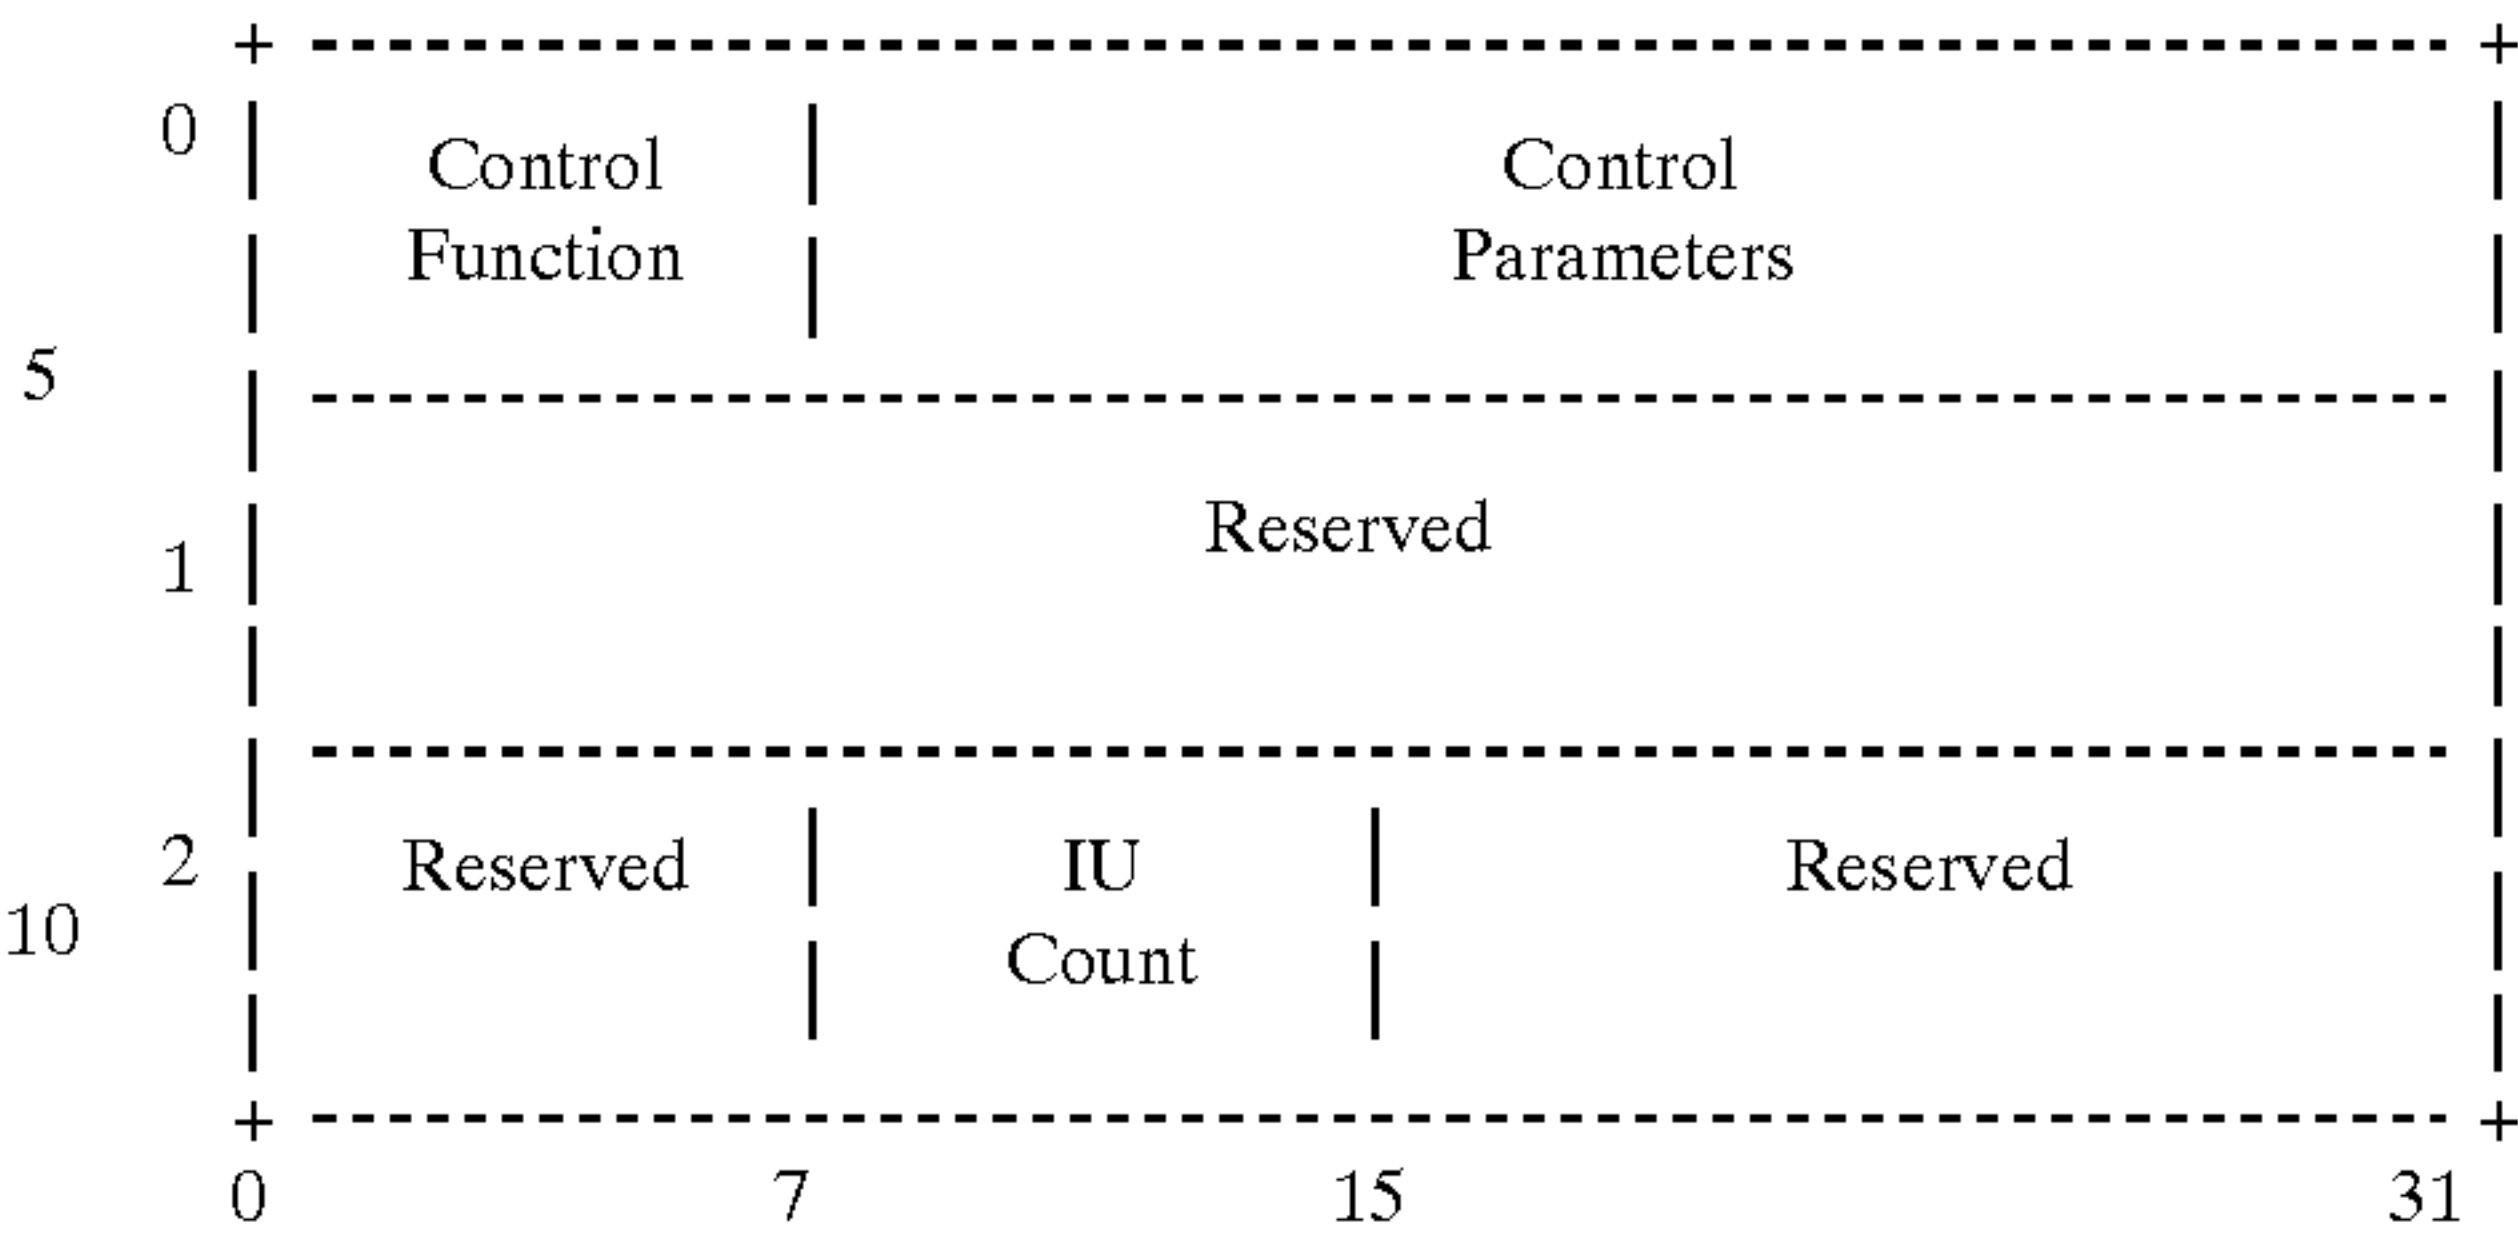 0
Control
Control
Function
Parameters
5
1
Reserved
2
Reserved
IU
Reserved
10
Count
0
7
15
31